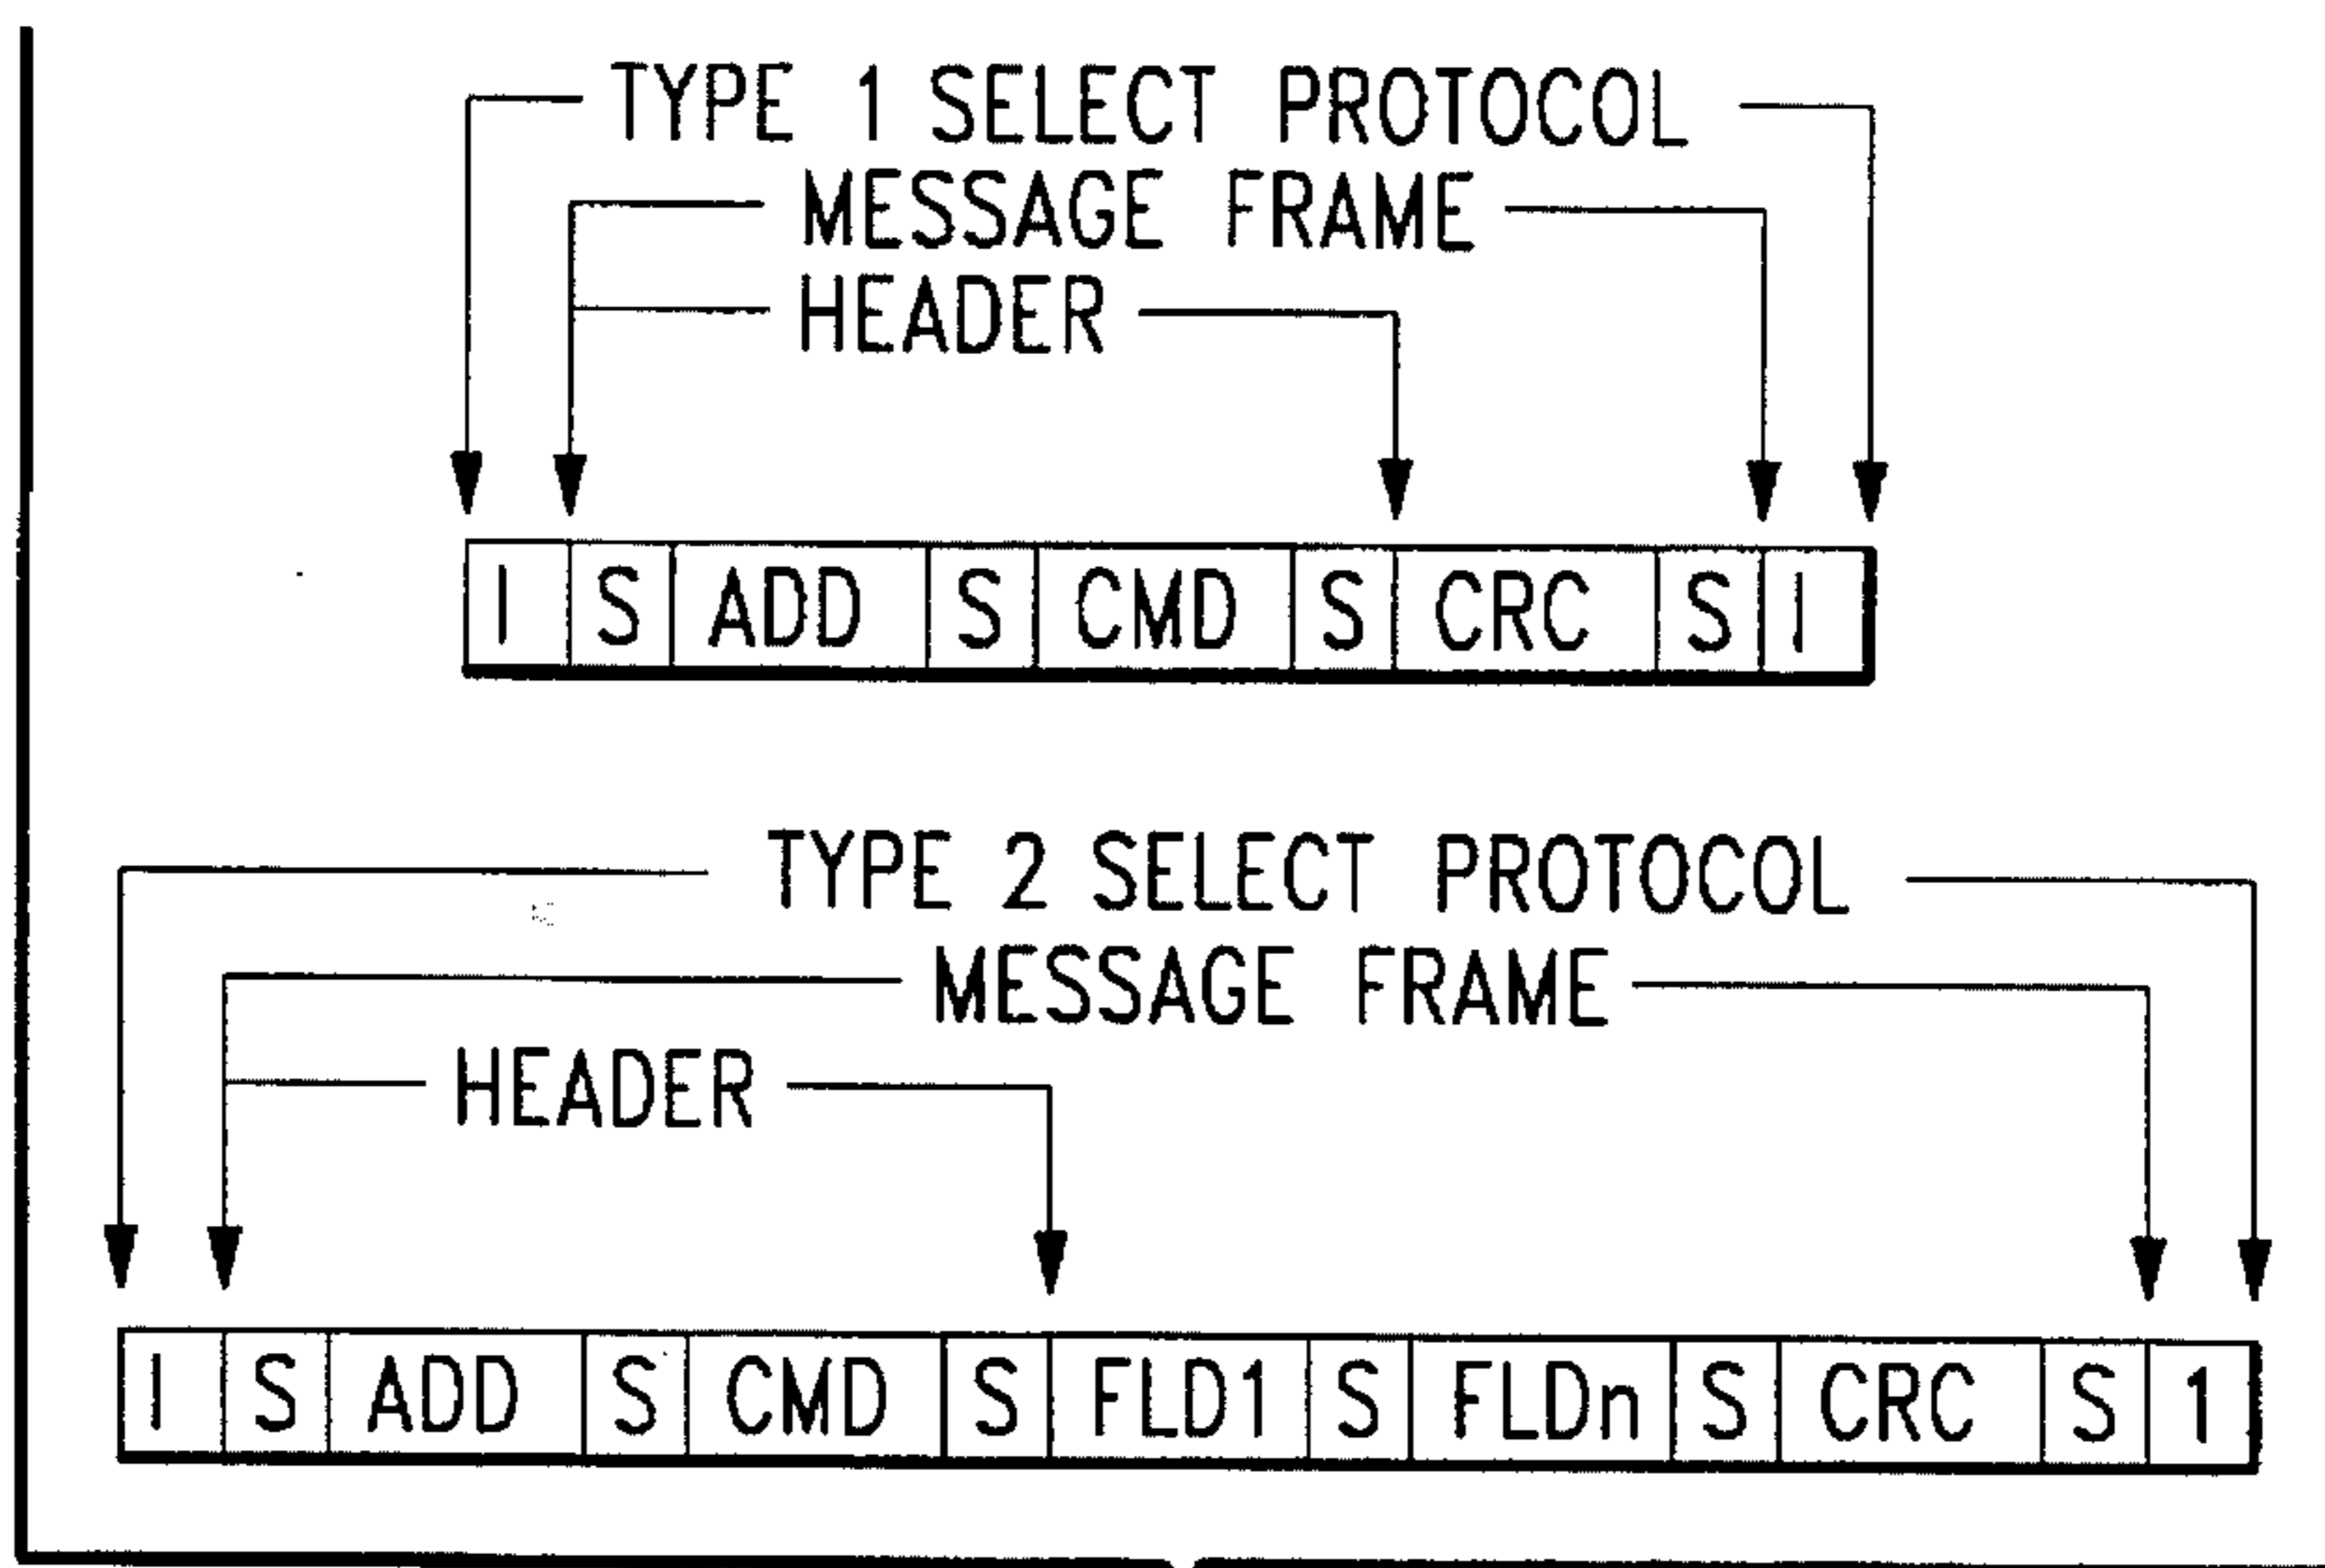 TYPE 1 SELECT PROTOCOL
MESSAGE FRAME
HEADER
I S ADD S CMD S CRC S I
TYPE 2 SELECT PROTOCOL
MESSAGE FRAME
HEADER
I S ADD S CMD S FLD1 S FLDn S CRC S 1